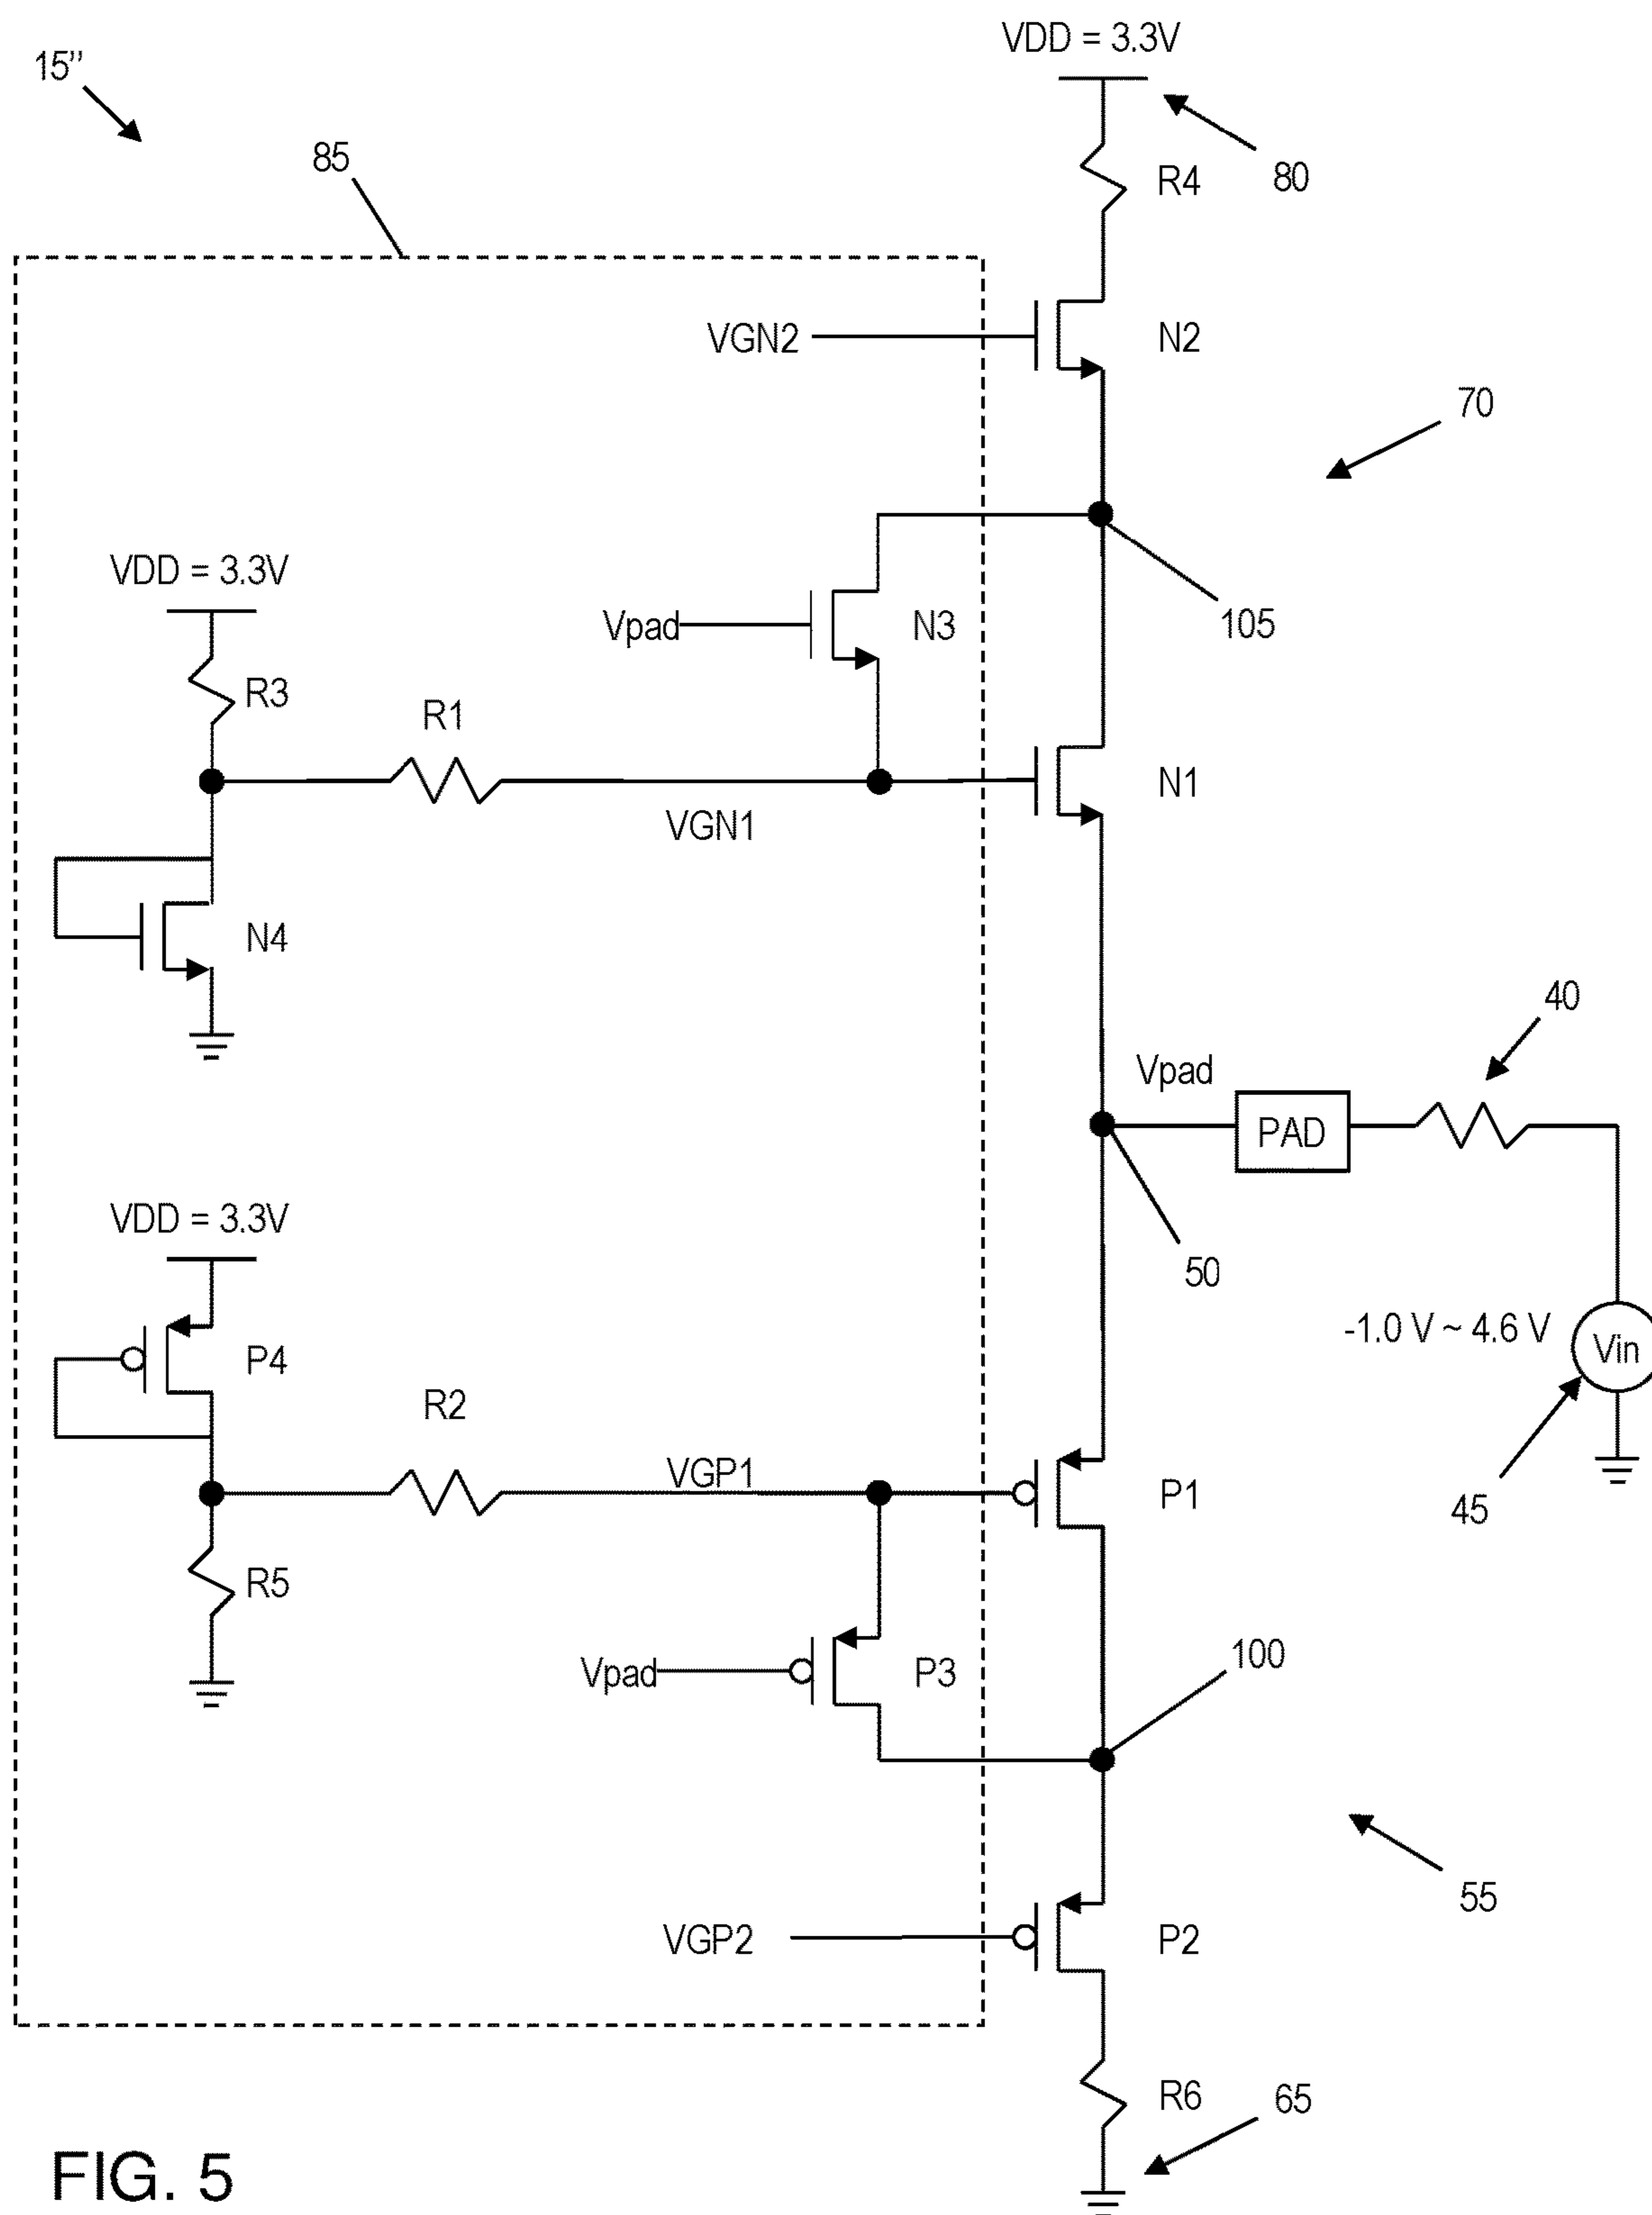 VDD = 3.3V
15’’
85
R4
80
VGN2
N2
70
VDD = 3.3V
Vpad
N3
105
R3
R1
N1
VGN1
N4
40
Vpad
PAD
VDD = 3.3V
50
-1.0 V ~ 4.6 V
Vin
P4
R2
VGP1
P1
45
R5
100
Vpad
P3
55
VGP2
P2
R6
65
FIG. 5